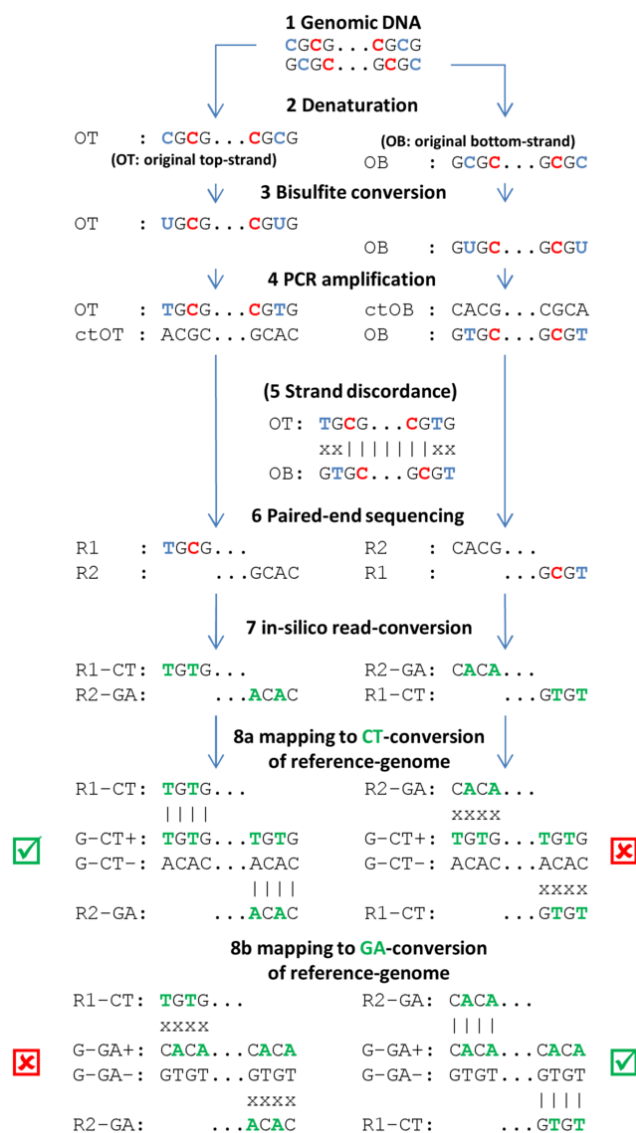 1 Genomic DNA
CGCG...CGCG
GCGC...GCGC
2 Denaturation
OT : CGCG...CGCG
(OT: original top-strand)
(OB: original bottom-strand)
OB : GCGC...GCGC
3 Bisulfite conversion
OT : UGCG...CGUG
OB : GUGC...GCGU
4 PCR amplification
OT : TGCG...CGTG
ctOT : ACGC...GCAC
ctOB : CACG...CGCA
OB : GTGC...GCGT
(5 Strand discordance)
OT: TGCG...CGTG
xx|||||||xx
OB: GTGC...GCGT
6 Paired-end sequencing
R1 : TGCG...
R2 : ...GCAC
R2 : CACG...
R1 : ...GCGT
7 in-silico read-conversion
R1-CT: TGTG...
R2-GA: ...ACAC
R2-GA: CACA...
R1-CT: ...GTGT
8a mapping to CT-conversion
of reference-genome
R1-CT: TGTG...
||||
G-CT+: TGTG...TGTG
G-CT-: ACAC...ACAC
||||
R2-GA: ...ACAC
R2-GA: CACA...
xxxx
G-CT+: TGTG...TGTG
G-CT-: ACAC...ACAC
xxxx
R1-CT: ...GTGT
8b mapping to GA-conversion
of reference-genome
R1-CT: TGTG...
xxxx
G-GA+: CACA...CACA
G-GA-: GTGT...GTGT
xxxx
R2-GA: ...ACAC
R2-GA: CACA...
||||
G-GA+: CACA...CACA
G-GA-: GTGT...GTGT
||||
R1-CT: ...GTGT